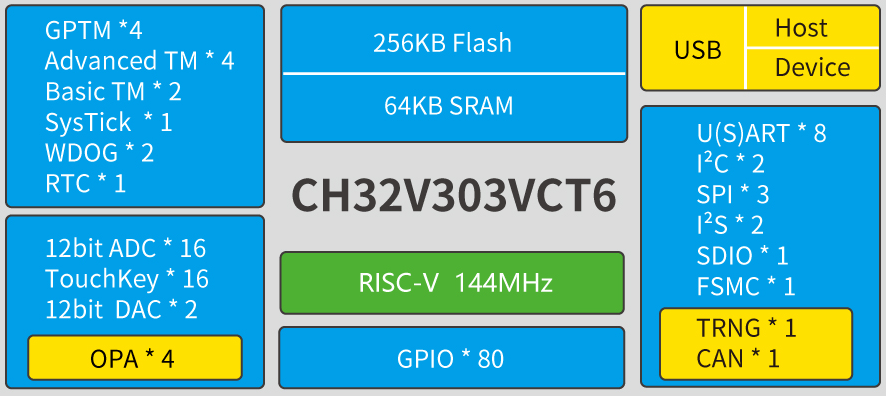 GPTM *4
Advanced TM * 4
Basic TM * 2
SysTick * 1
WDOG * 2
RTC * 1
12bit ADC * 16
TouchKey * 16
12bit DAC * 2
OPA * 4
256KB Flash
64KB SRAM
CH32V303VCT6
RISC-V 144MHz
GPIO * 80
USB
Host
Device
U(S)ART * 8
I²C * 2
SPI * 3
I²S * 2
SDIO * 1
FSMC * 1
TRNG * 1
CAN * 1